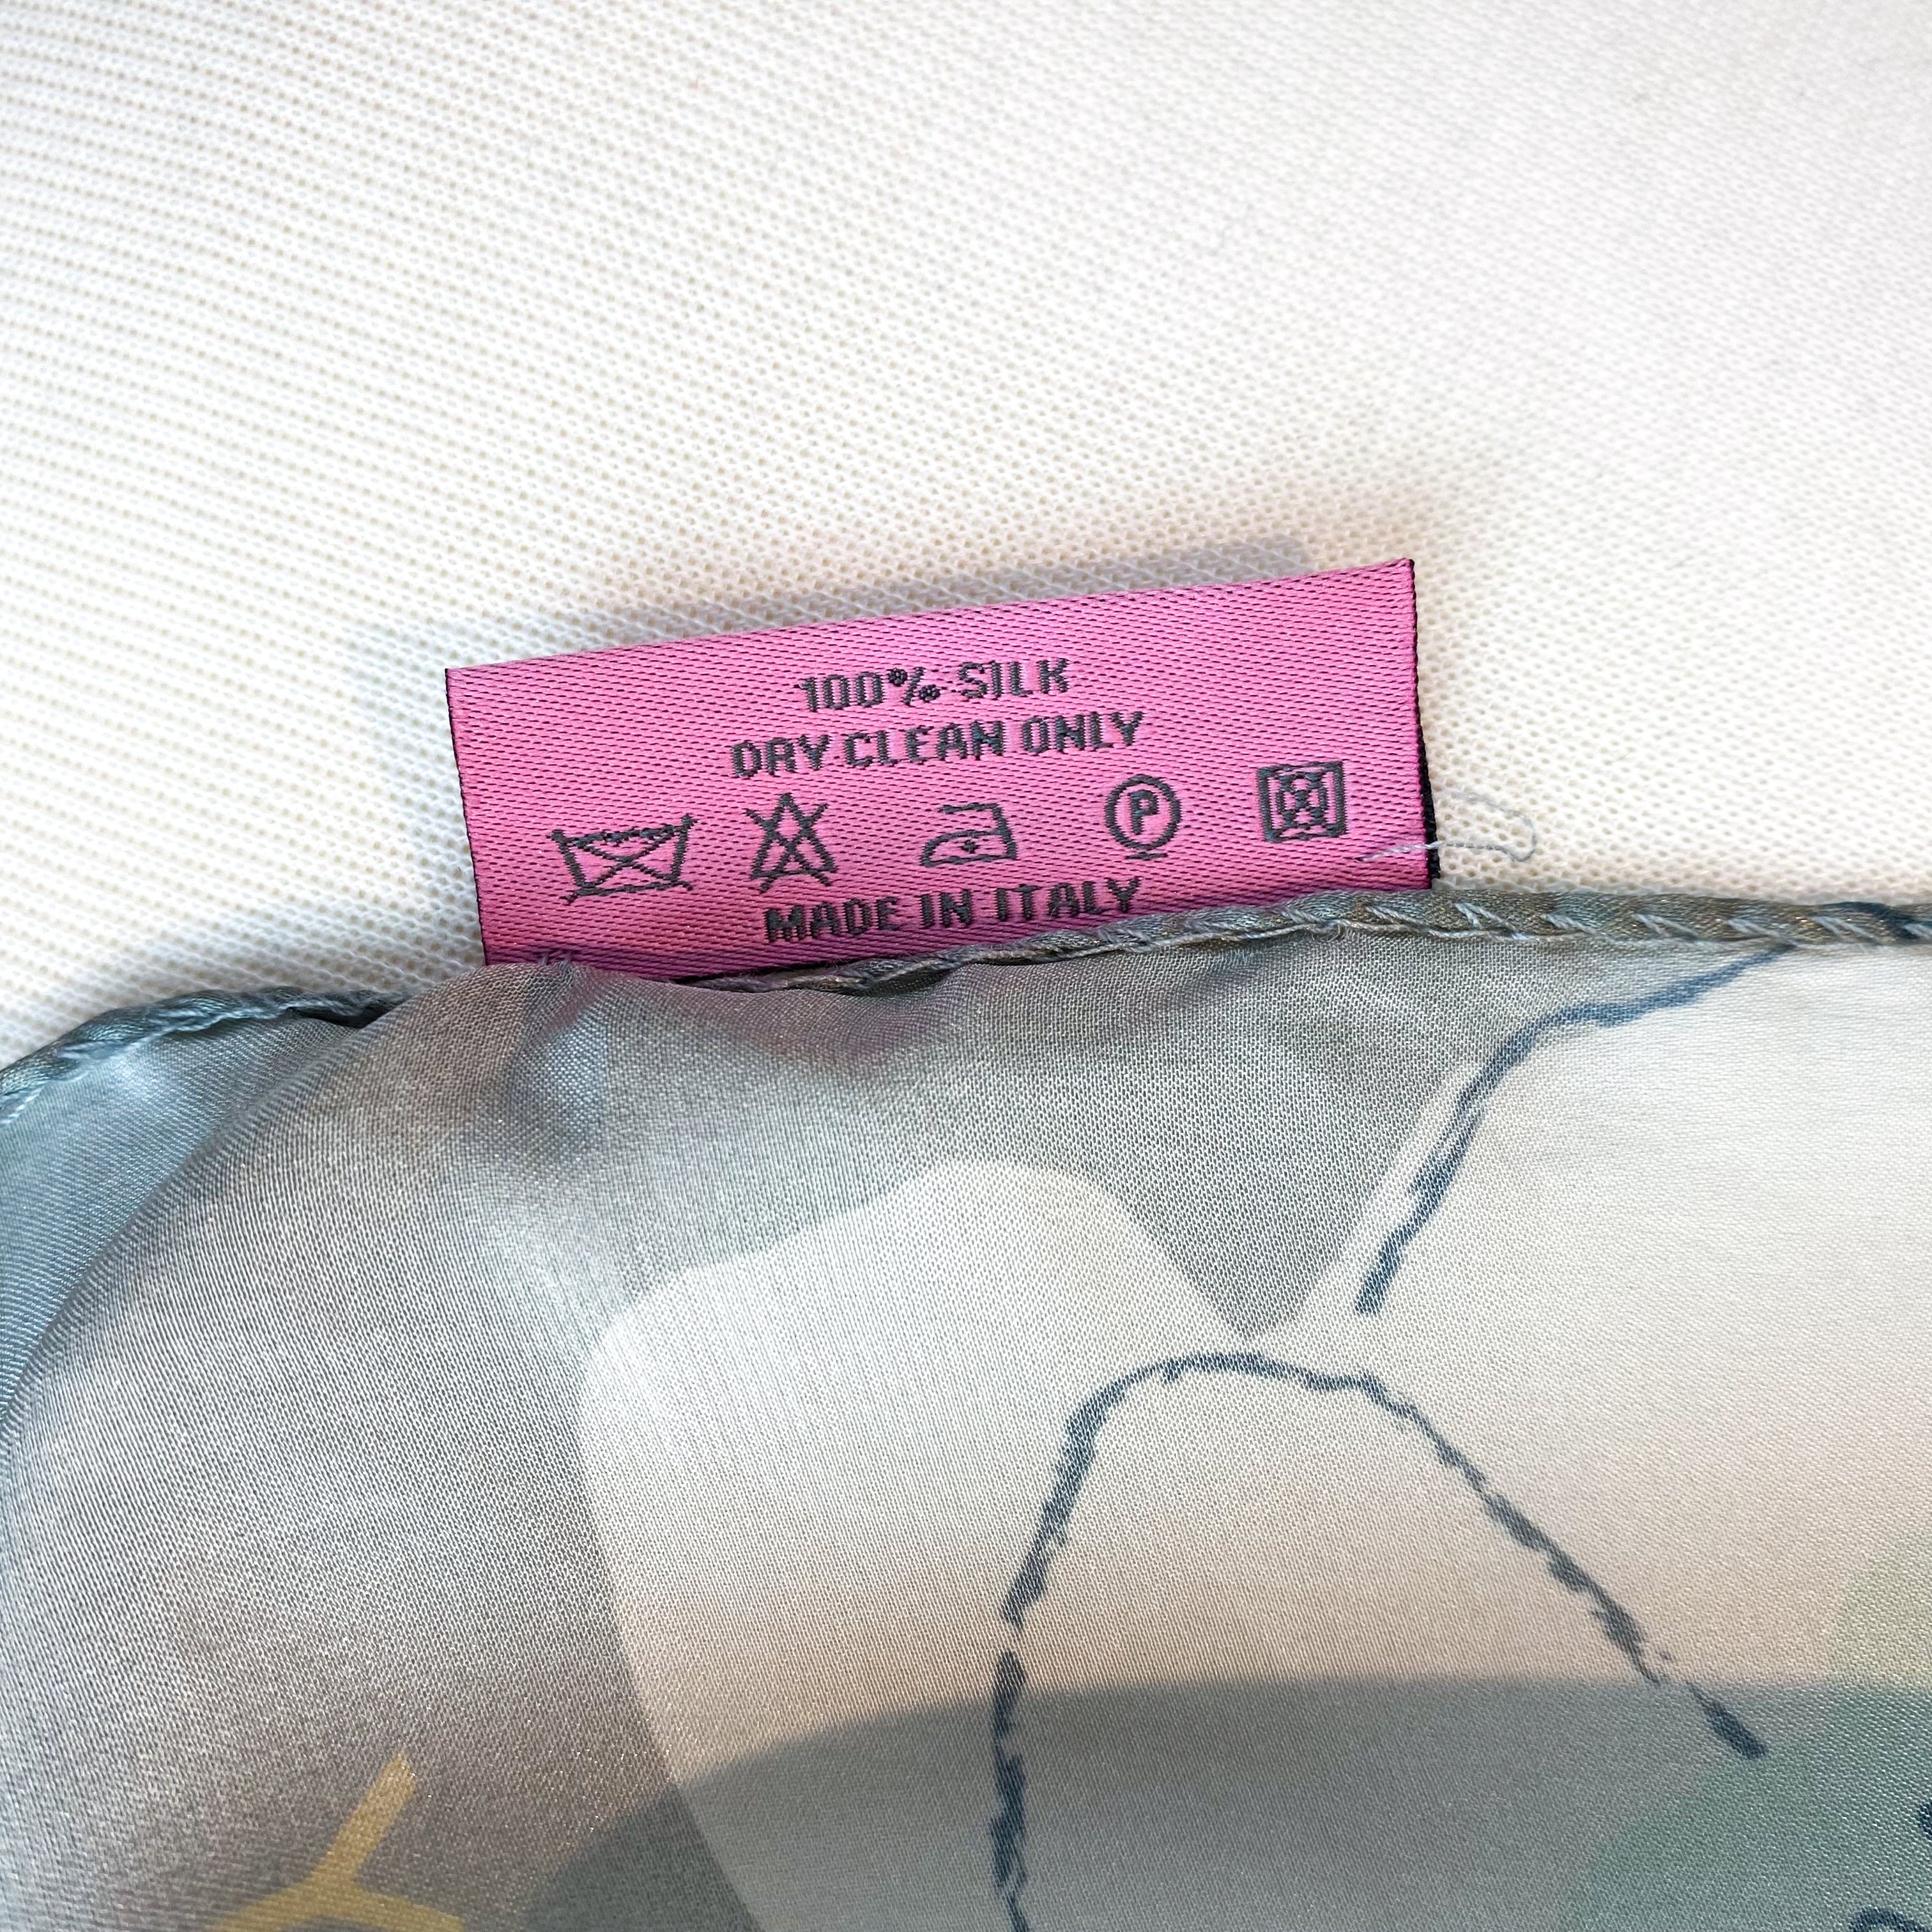 100% SILK
DRY CLEAN ONLY
P
MADE IN ITALY